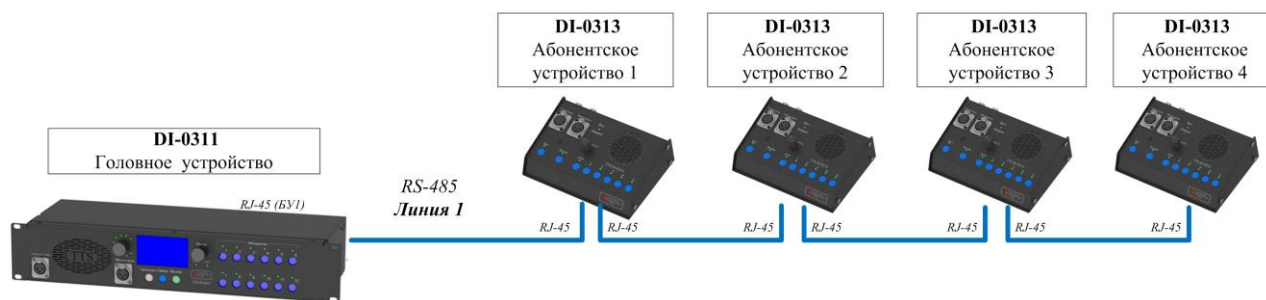 DI-0313
Абонентское
устройство 1
DI-0313
Абонентское
устройство 2
DI-0313
Абонентское
устройство 3
DI-0313
Абонентское
устройство 4
DI-0311
Головное устройство
RJ-45 (БУ1)
RS-485
Линия 1
RJ-45
RJ-45
RJ-45
RJ-45
RJ-45
RJ-45
RJ-45
TTS